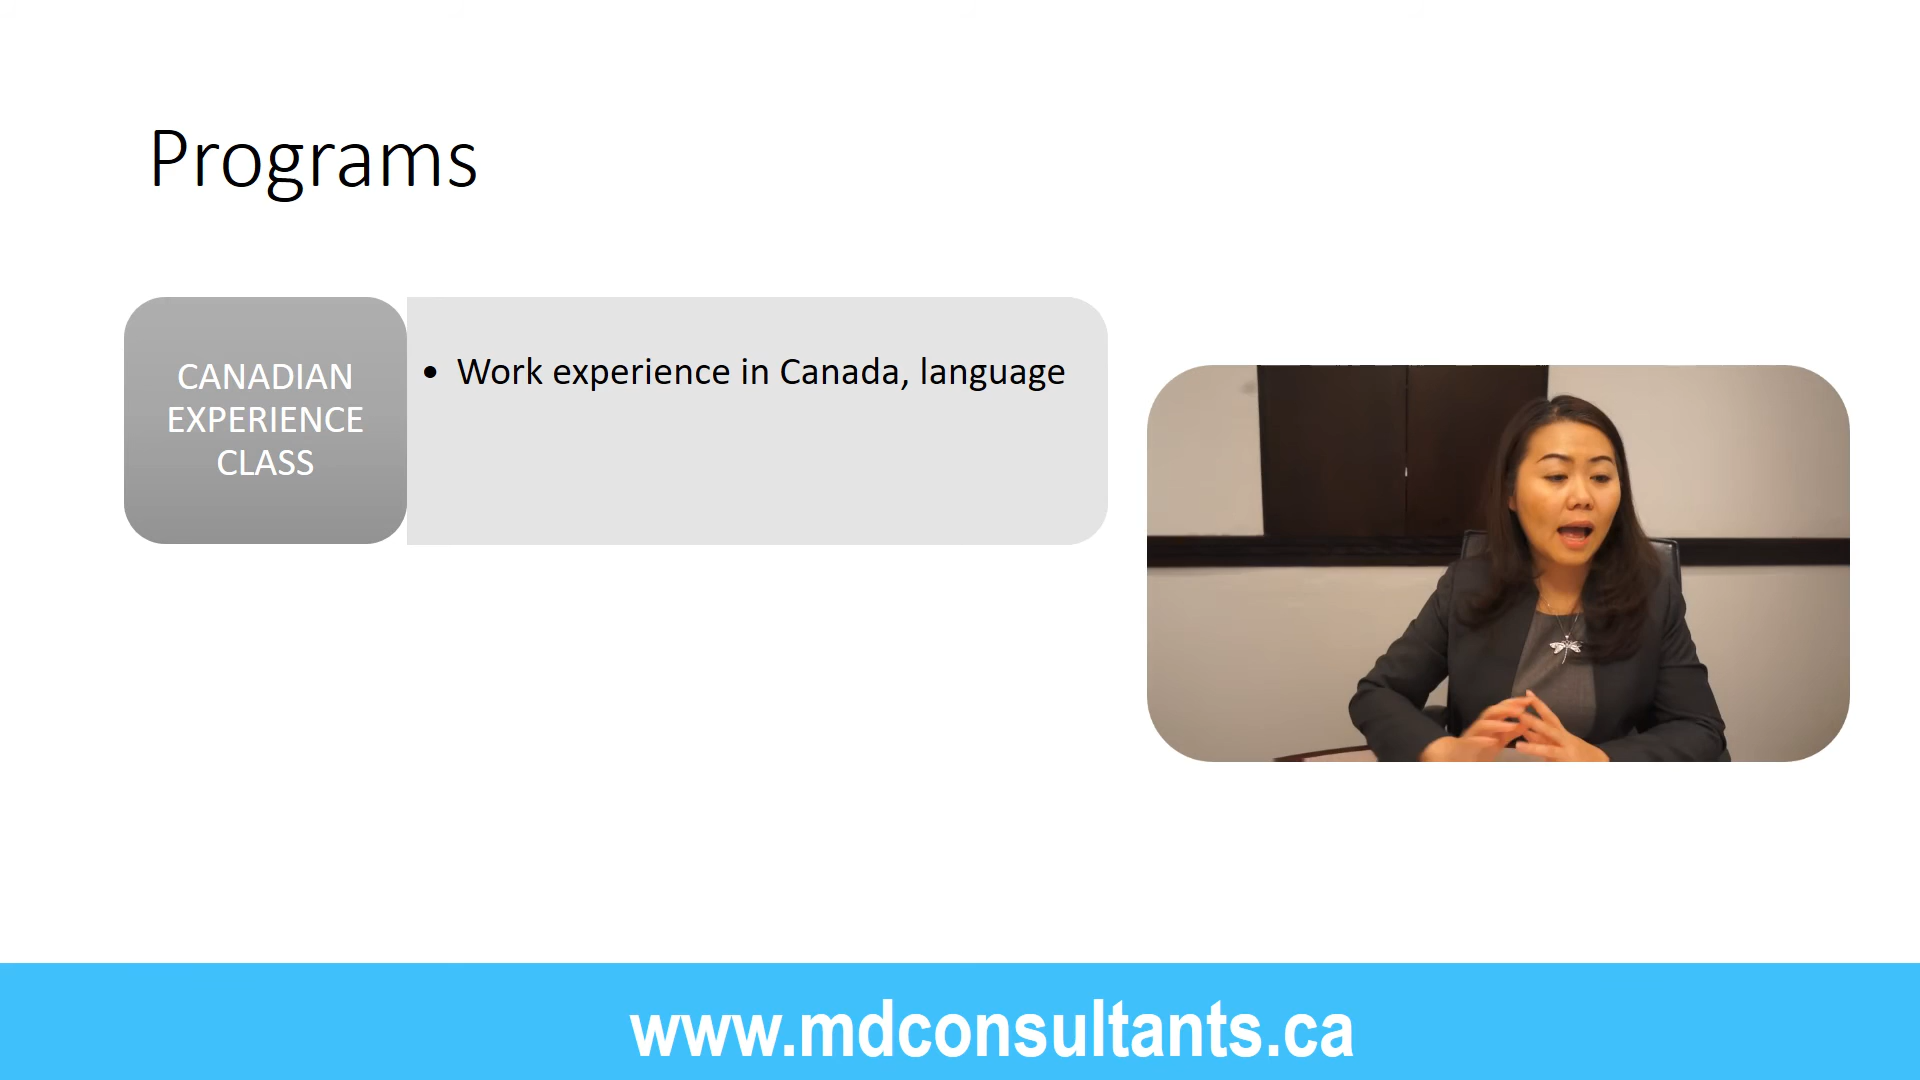 Programs
CANADIAN
EXPERIENCE
CLASS
• Work experience in Canada, language
www.mdconsultants.ca